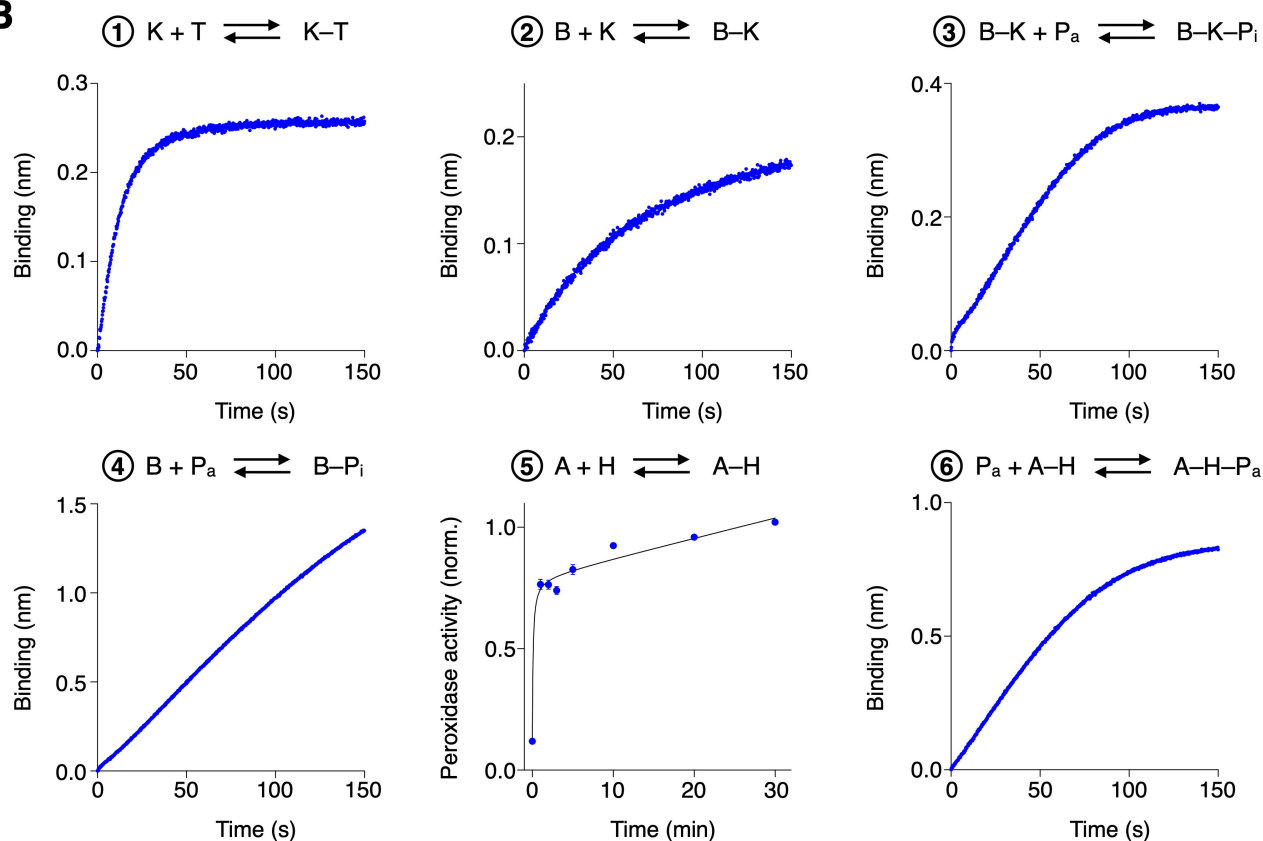 B
① K + T ⇌ K–T
② B + K ⇌ B–K
③ B–K + Pa ⇌ B–K–Pi
0.3
0.2
0.1
0.0
Binding (nm)
0 50 100 150
Time (s)
0.2
0.1
0.0
Binding (nm)
0 50 100 150
Time (s)
0.4
0.2
0.0
Binding (nm)
0 50 100 150
Time (s)
④ B + Pa ⇌ B–Pi
⑤ A + H ⇌ A–H
⑥ Pa + A–H ⇌ A–H–Pa
1.5
1.0
0.5
0.0
Binding (nm)
0 50 100 150
Time (s)
1.0
0.5
0.0
Peroxidase activity (norm.)
0 10 20 30
Time (min)
1.0
0.5
0.0
Binding (nm)
0 50 100 150
Time (s)